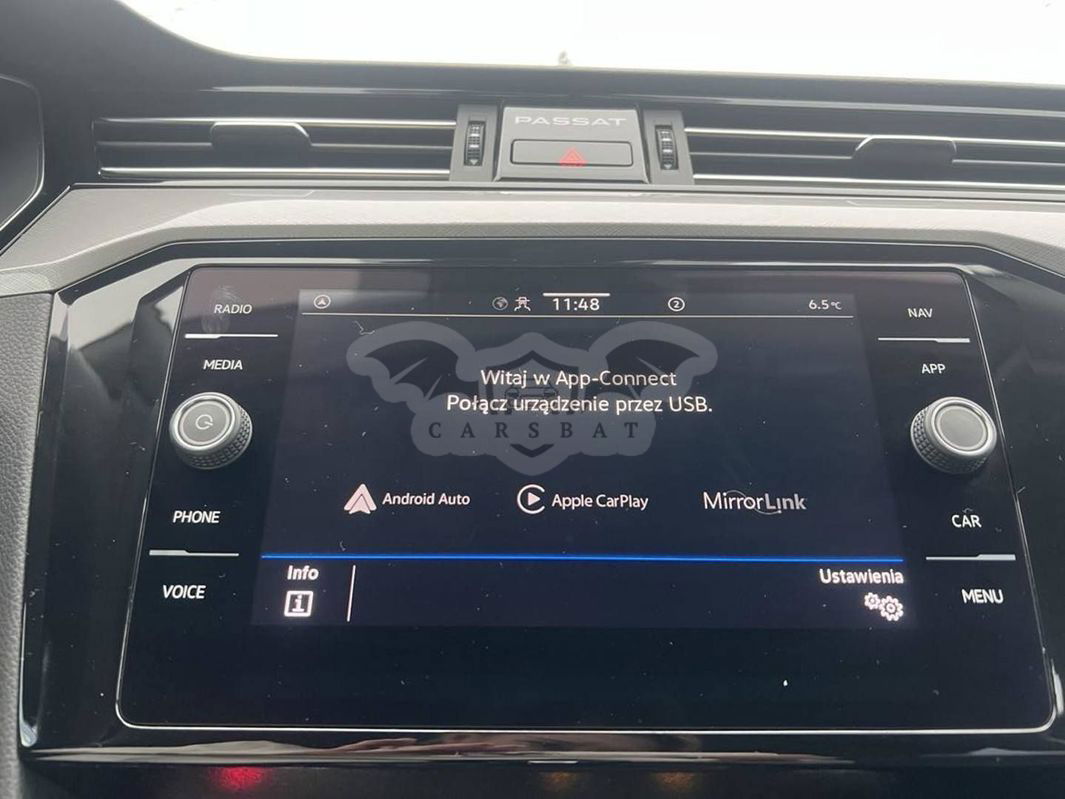 PASSAT
RADIO
11:48
2
6.5°C
NAV
MEDIA
APP
Witaj w App-Connect
Połącz urządzenie przez USB.
CARSBAT
Android Auto
Apple CarPlay
MirrorLink
PHONE
CAR
Info
Ustawienia
VOICE
MENU